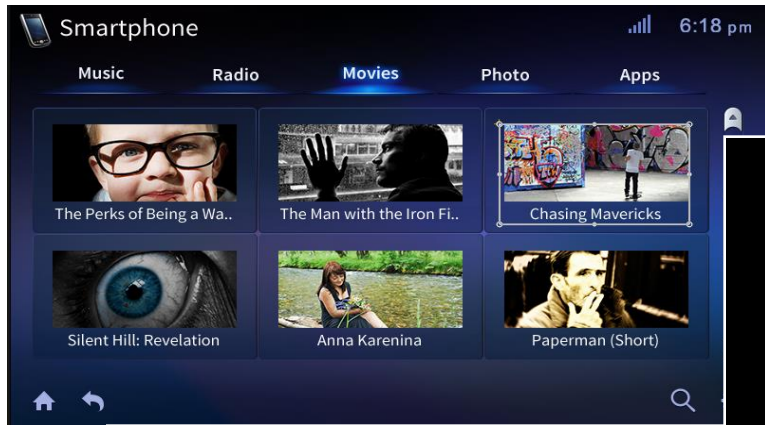 Smartphone
6:18 pm
Music Radio Movies Photo Apps
The Perks of Being a Wa.. The Man with the Iron Fi.. Chasing Mavericks
Silent Hill: Revelation Anna Karenina Paperman (Short)